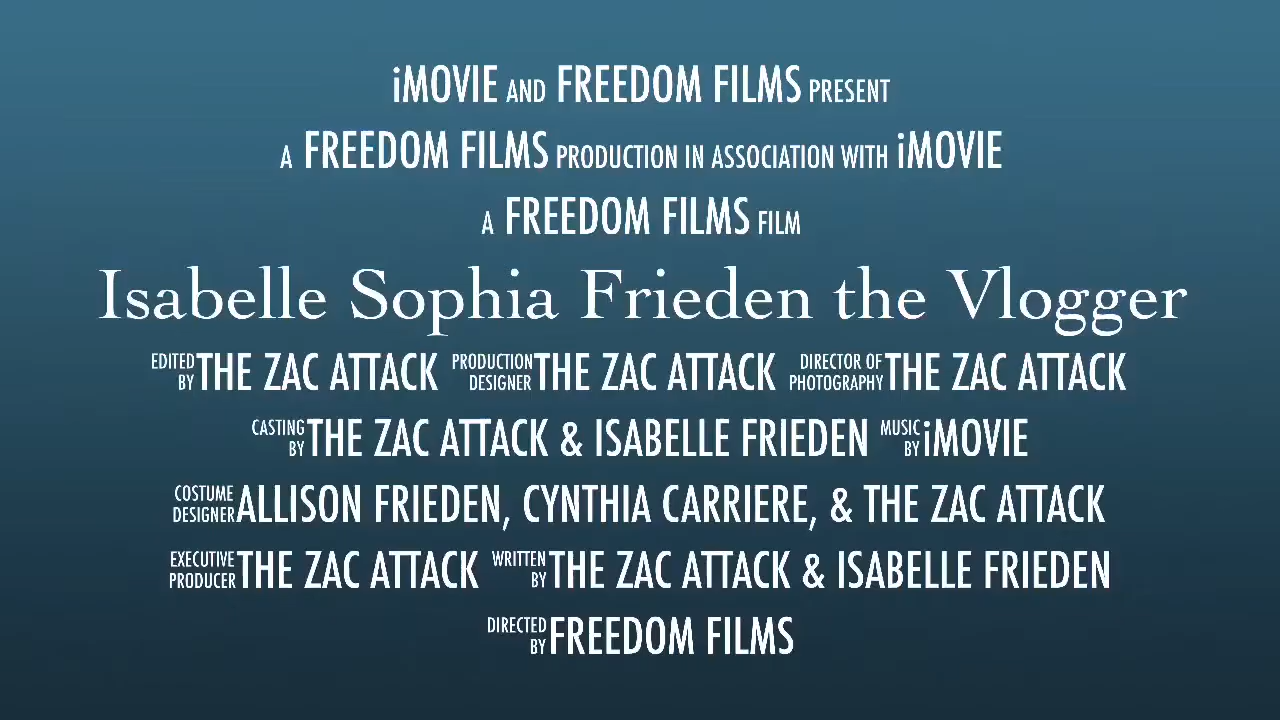 iMOVIE AND FREEDOM FILMS PRESENT
A FREEDOM FILMS PRODUCTION IN ASSOCIATION WITH iMOVIE
A FREEDOM FILMS FILM
Isabelle Sophia Frieden the Vlogger
EDITED BY THE ZAC ATTACK PRODUCTION DESIGNER THE ZAC ATTACK DIRECTOR OF PHOTOGRAPHY THE ZAC ATTACK
CASTING BY THE ZAC ATTACK & ISABELLE FRIEDEN MUSIC BY iMOVIE
COSTUME DESIGNER ALLISON FRIEDEN, CYNTHIA CARRIERE, & THE ZAC ATTACK
EXECUTIVE PRODUCER THE ZAC ATTACK WRITTEN BY THE ZAC ATTACK & ISABELLE FRIEDEN
DIRECTED BY FREEDOM FILMS